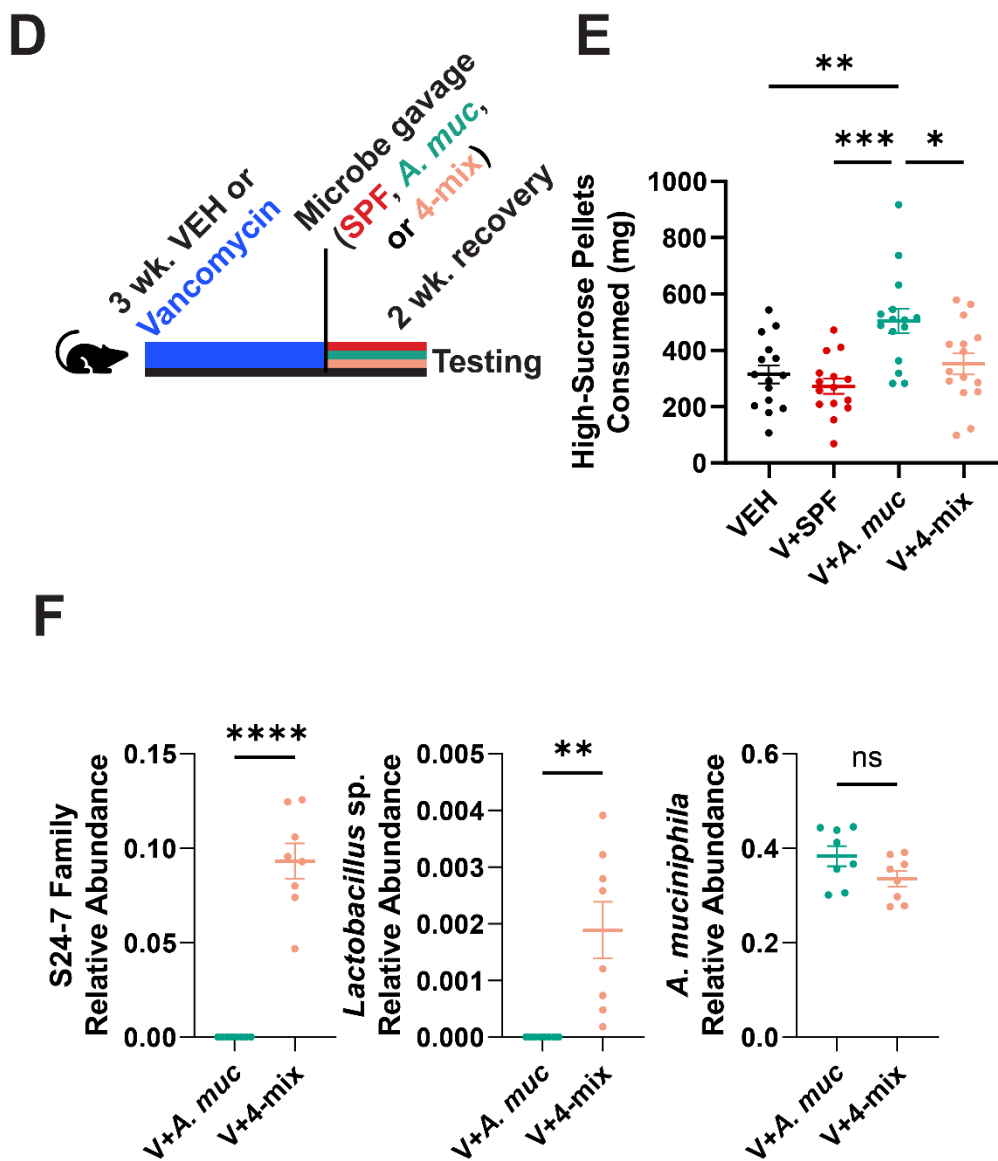 D
3 wk. VEH or
Vancomycin
Microbe gavage
(SPF, A. muc,
or 4-mix)
2 wk. recovery
Testing
E
**
*** *
High-Sucrose Pellets
Consumed (mg)
1000
800
600
400
200
0
VEH
V+SPF
V+A. muc
V+4-mix
F
****
S24-7 Family
Relative Abundance
0.15
0.10
0.05
0.00
V+A. muc
V+4-mix
**
Lactobacillus sp.
Relative Abundance
0.005
0.004
0.003
0.002
0.001
0.000
V+A. muc
V+4-mix
ns
A. muciniphila
Relative Abundance
0.6
0.4
0.2
0.0
V+A. muc
V+4-mix